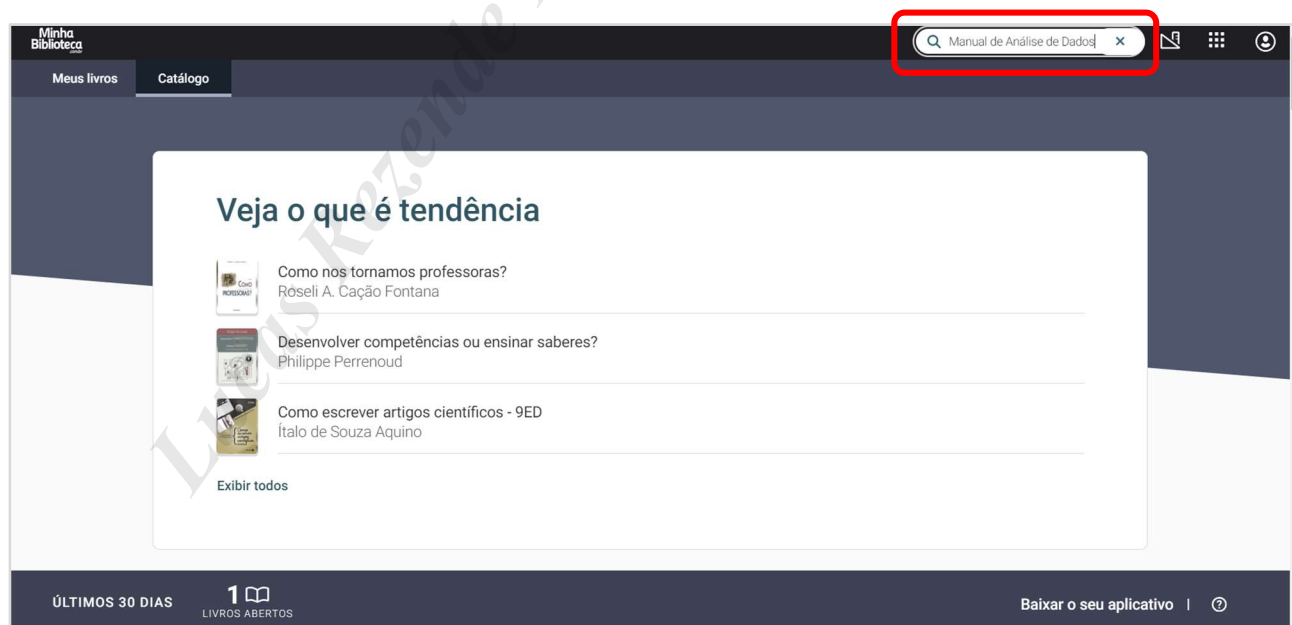 Minha
Biblioteca
Manual de Análise de Dados
Meus livros
Catálogo
Veja o que é tendência
Como nos tornamos professoras?
Roseli A. Cação Fontana
Desenvolver competências ou ensinar saberes?
Philippe Perrenoud
Como escrever artigos científicos - 9ED
Ítalo de Souza Aquino
Exibir todos
ÚLTIMOS 30 DIAS
1
LIVROS ABERTOS
Baixar o seu aplicativo |
Lucas Rezende